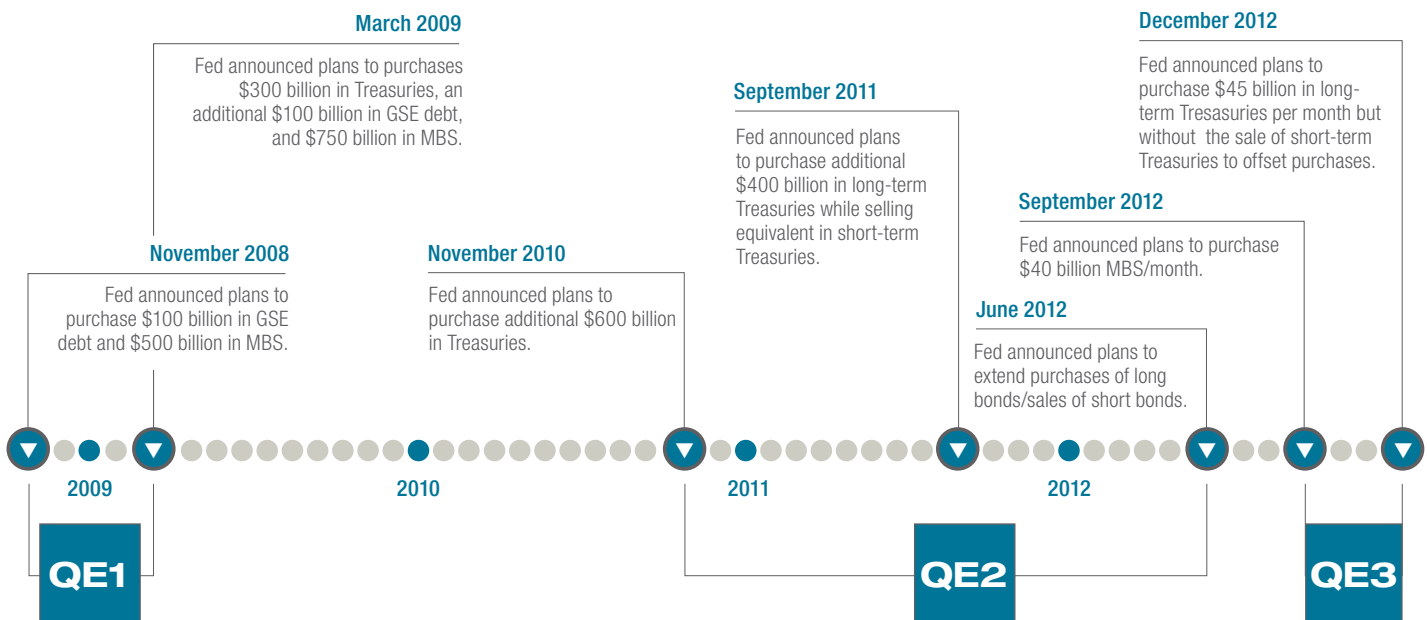 March 2009
Fed announced plans to purchases
$300 billion in Treasuries, an
additional $100 billion in GSE debt,
and $750 billion in MBS.
November 2008
Fed announced plans to
purchase $100 billion in GSE
debt and $500 billion in MBS.
November 2010
Fed announced plans to
purchase additional $600 billion
in Treasuries.
September 2011
Fed announced plans
to purchase additional
$400 billion in long-term
Treasuries while selling
equivalent in short-term
Treasuries.
June 2012
Fed announced plans to
extend purchases of long
bonds/sales of short bonds.
September 2012
Fed announced plans to purchase
$40 billion MBS/month.
December 2012
Fed announced plans to
purchase $45 billion in long-
term Tresasuries per month but
without the sale of short-term
Treasuries to offset purchases.
2009
2010
2011
2012
QE1
QE2
QE3